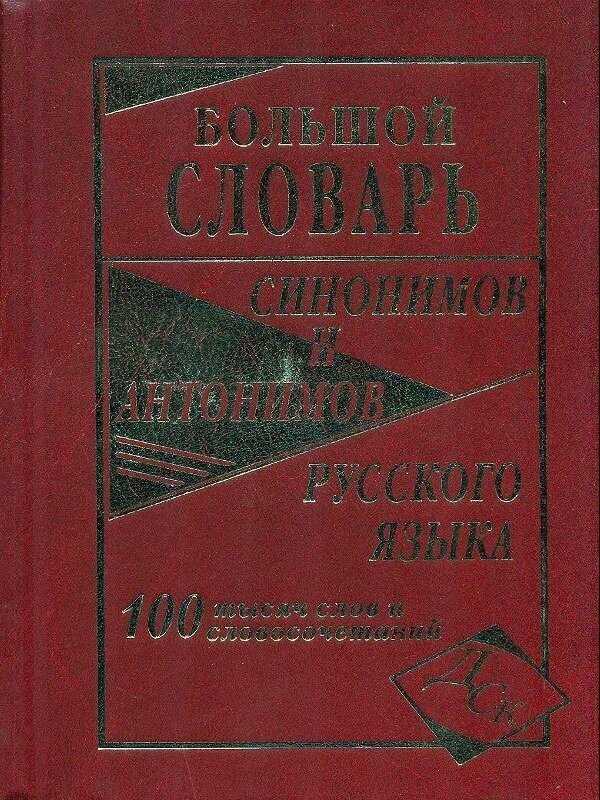 БОЛЬШОЙ
СЛОВАРЬ
СИНОНИМОВ
И
АНТОНИМОВ
РУССКОГО
ЯЗЫКА
100 тысяч слов и
словосочетаний
ДСК